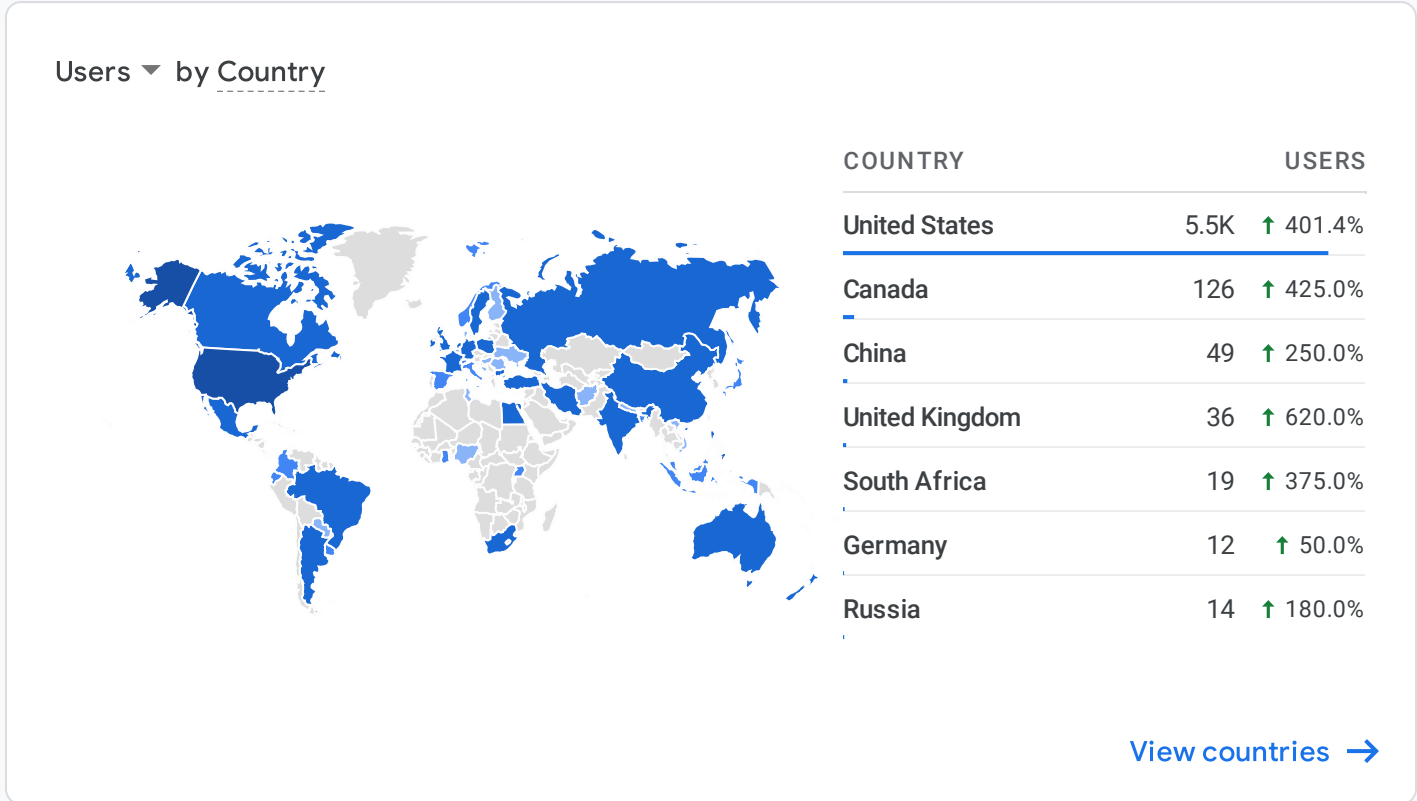 Users by Country
COUNTRY USERS
United States 5.5K 401.4%
Canada 126 425.0%
China 49 250.0%
United Kingdom 36 620.0%
South Africa 19 375.0%
Germany 12 50.0%
Russia 14 180.0%
View countries